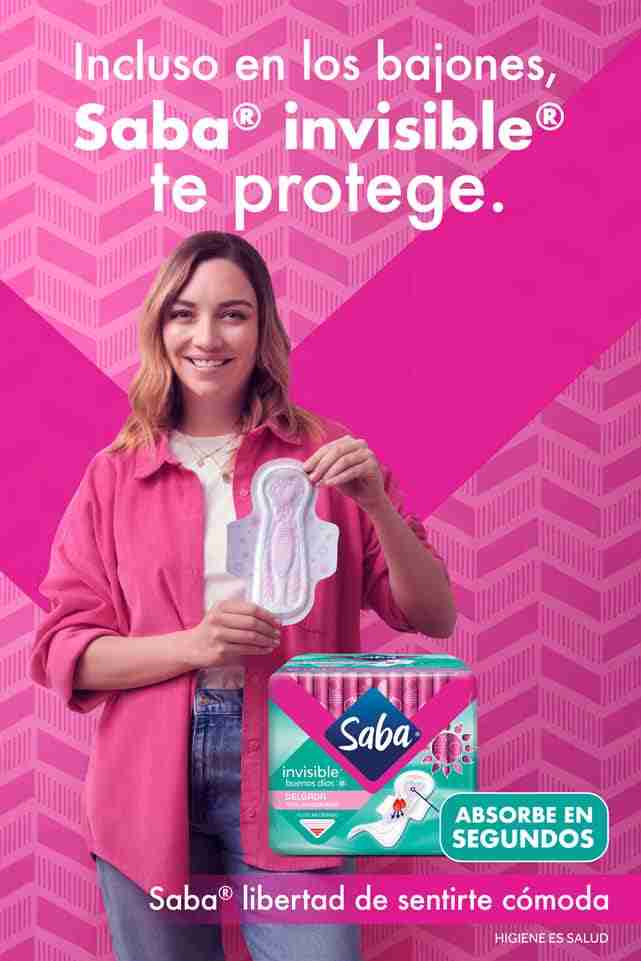 Incluso en los bajones,
Saba® invisible®
te protege.
Saba®
invisible®
buenos días
DELGADA
ABSORBE EN
SEGUNDOS
Saba® libertad de sentirte cómoda
HIGIENE ES SALUD